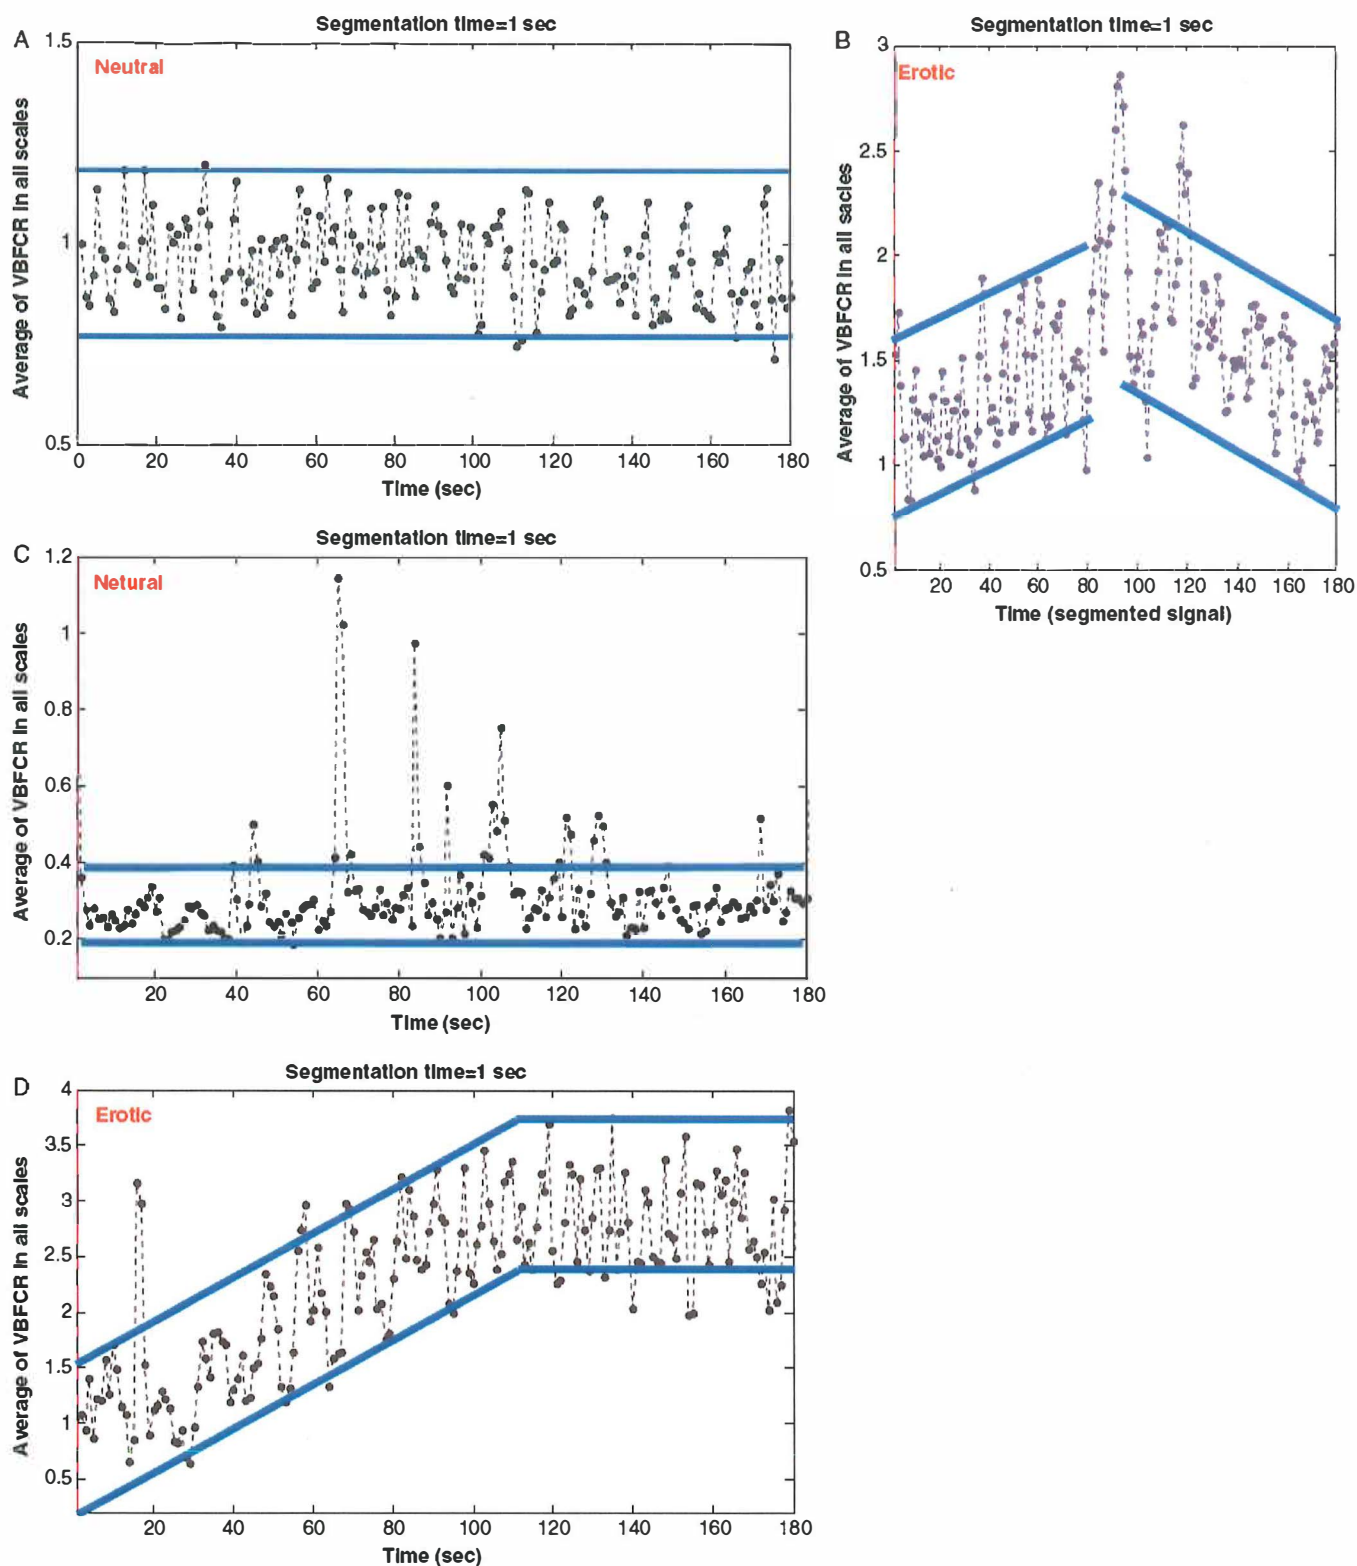 A
Segmentation time=1 sec
Neutral
1.5
1
0.5
Average of VBFCR in all scales
0 20 40 60 80 100 120 140 160 180
Time (sec)
B
Segmentation time=1 sec
Erotic
3
2.5
2
1.5
1
0.5
Average of VBFCR in all sacles
20 40 60 80 100 120 140 160 180
Time (segmented signal)
C
Segmentation time=1 sec
Netural
1.2
1
0.8
0.6
0.4
0.2
Average of VBFCR in all scales
20 40 60 80 100 120 140 160 180
Time (sec)
D
Segmentation time=1 sec
Erotic
4
3.5
3
2.5
2
1.5
1
0.5
Average of VBFCR in all scales
20 40 60 80 100 120 140 160 180
Time (sec)